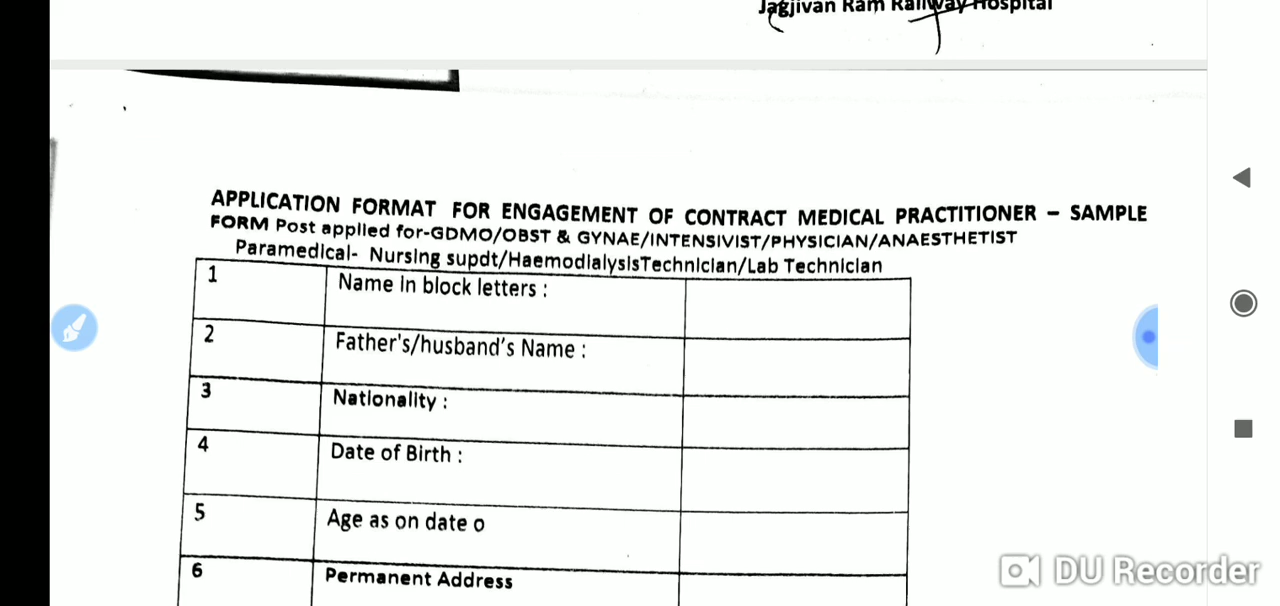 Jagjivan Ram Railway Hospital
APPLICATION FORMAT FOR ENGAGEMENT OF CONTRACT MEDICAL PRACTITIONER – SAMPLE
FORM Post applied for-GDMO/OBST & GYNAE/INTENSIVIST/PHYSICIAN/ANAESTHETIST
Paramedical- Nursing supdt/HaemodialysisTechnician/Lab Technician
1 Name in block letters :
2 Father's/husband's Name :
3 Nationality :
4 Date of Birth :
5 Age as on date o
6 Permanent Address
DU Recorder